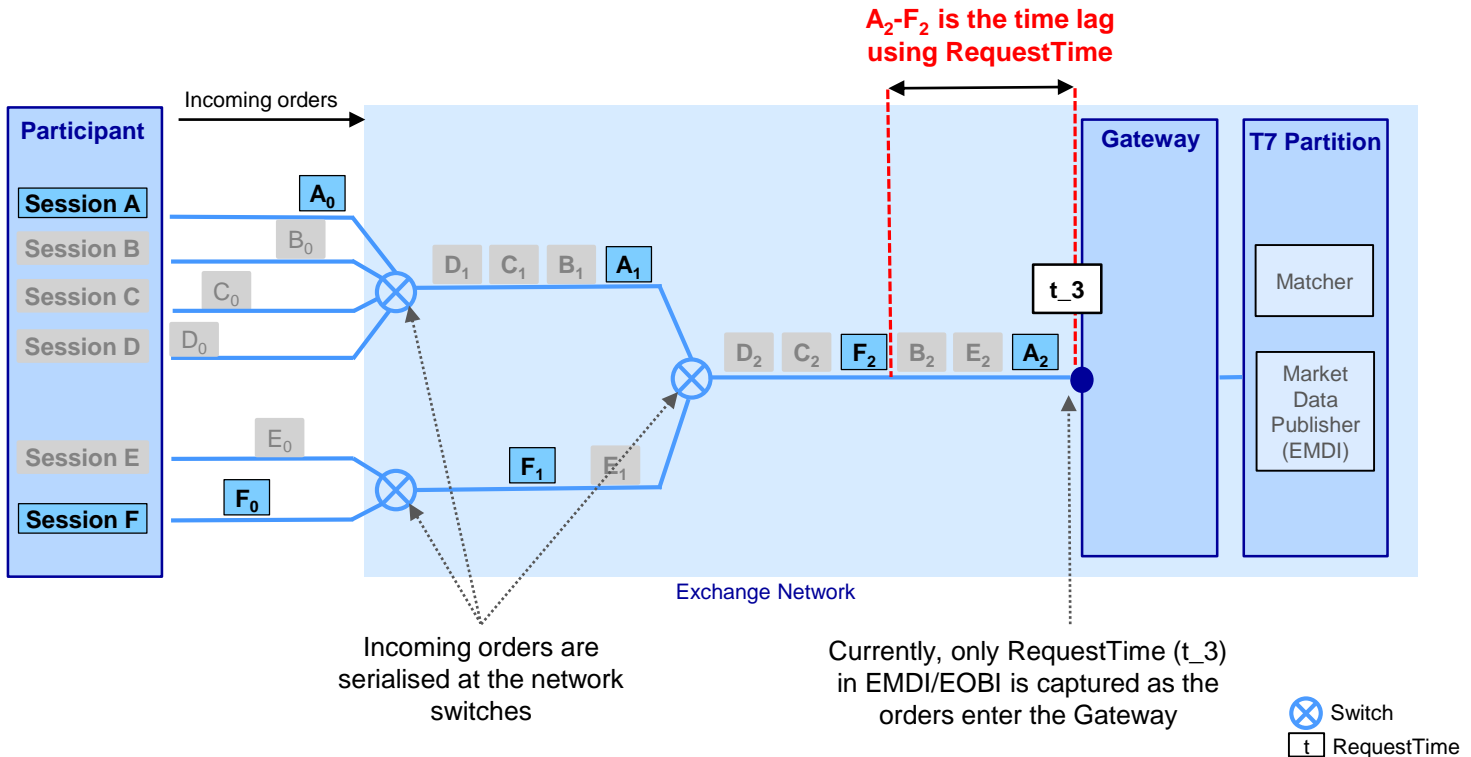 A₂-F₂ is the time lag
using RequestTime
Incoming orders
Participant
Session A
Session B
Session C
Session D
Session E
Session F
A₀
B₀
C₀
D₀
E₀
F₀
D₁ C₁ B₁ A₁
F₁ E₁
D₂ C₂ F₂ B₂ E₂ A₂
t_3
Gateway
T7 Partition
Matcher
Market
Data
Publisher
(EMDI)
Exchange Network
Incoming orders are
serialised at the network
switches
Currently, only RequestTime (t_3)
in EMDI/EOBI is captured as the
orders enter the Gateway
Switch
t RequestTime